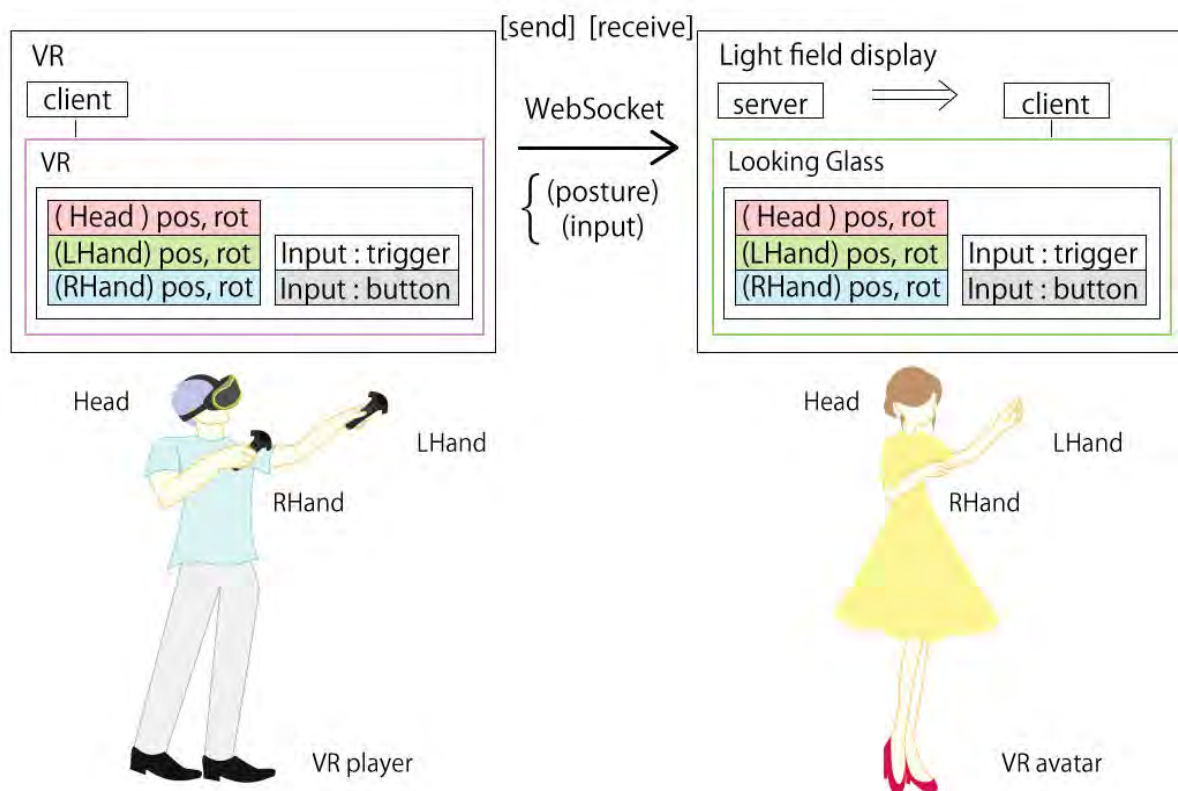 [send] [receive]
VR
client
VR
( Head ) pos, rot
(LHand) pos, rot
(RHand) pos, rot
Input : trigger
Input : button
WebSocket
(posture)
(input)
Light field display
server
client
Looking Glass
( Head ) pos, rot
(LHand) pos, rot
(RHand) pos, rot
Input : trigger
Input : button
Head
LHand
RHand
VR player
Head
LHand
RHand
VR avatar